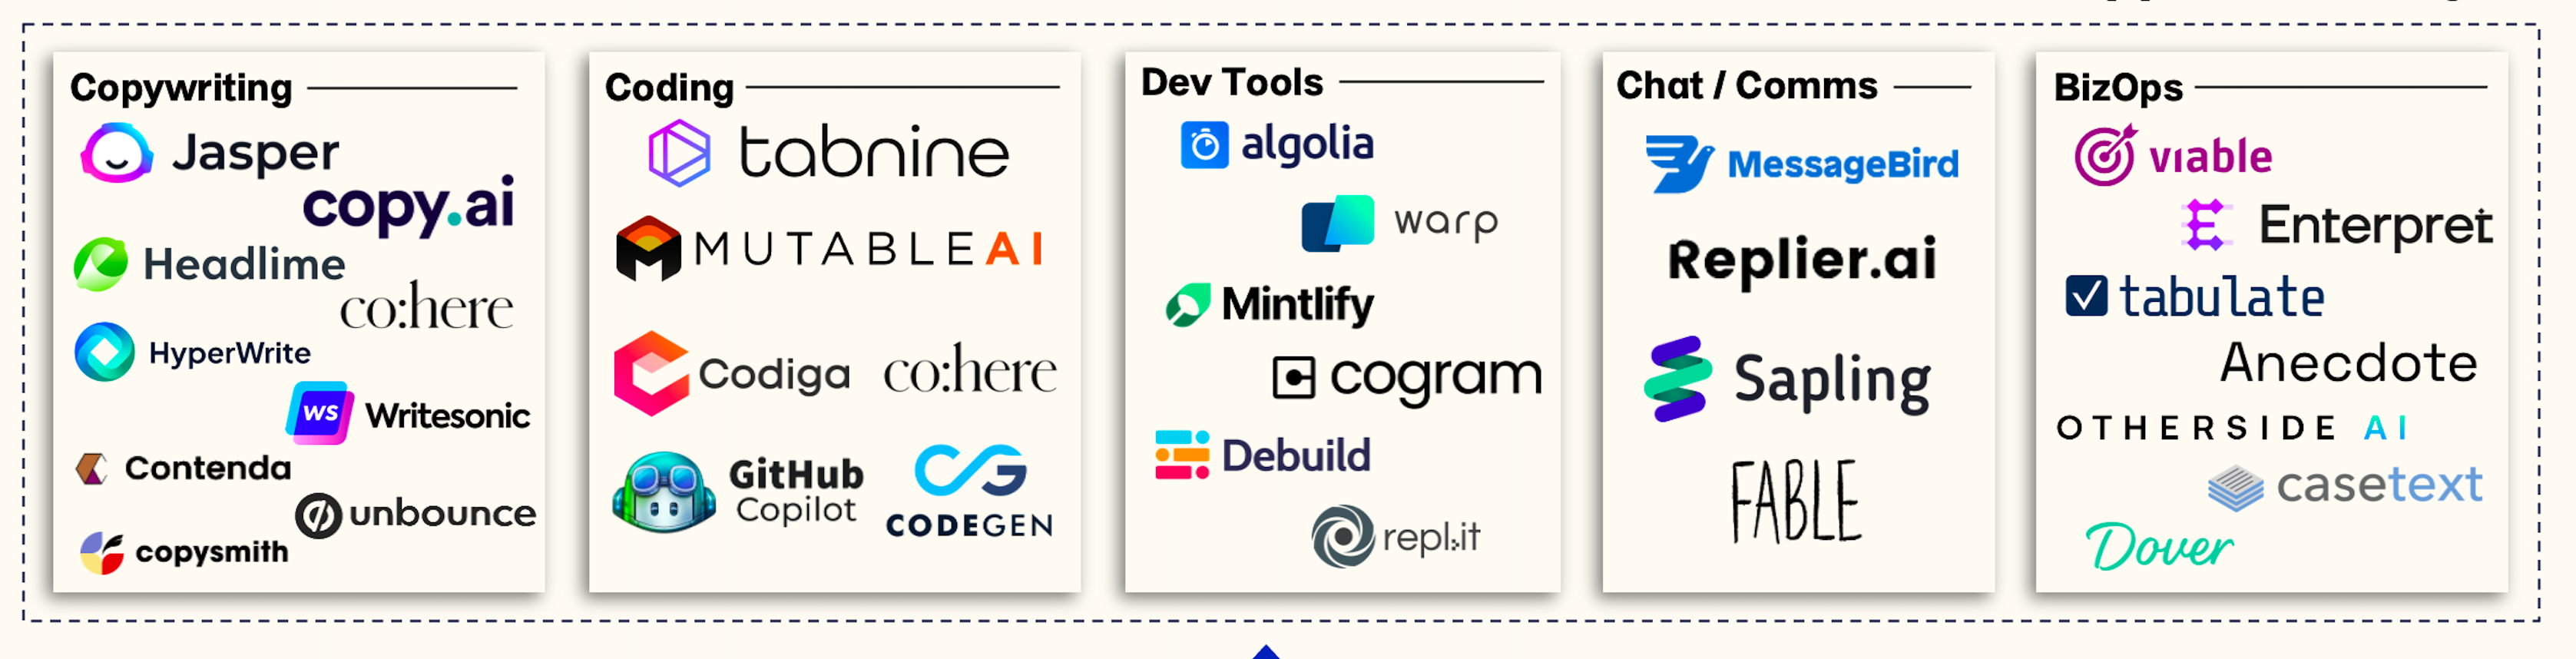 Copywriting
Jasper
copy.ai
Headlime
co:here
HyperWrite
WS Writesonic
Contenda
unbounce
copysmith
Coding
tabnine
MUTABLEAI
Codiga
co:here
GitHub
Copilot
CODEGEN
Dev Tools
algolia
warp
Mintlify
cogram
Debuild
repl.it
Chat / Comms
MessageBird
Replier.ai
Sapling
FABLE
BizOps
viable
Enterpret
tabulate
Anecdote
OTHERSIDE AI
casetext
Dover